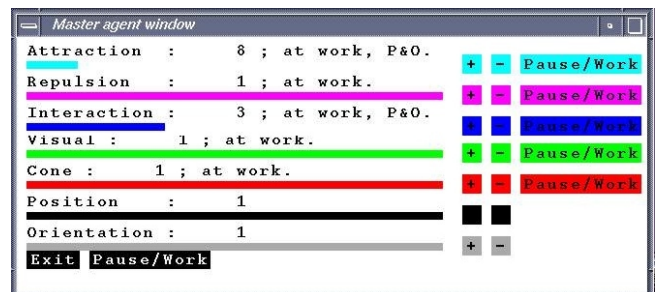 Master agent window
Attraction : 8 ; at work, P&O.
+ - Pause/Work
Repulsion : 1 ; at work.
+ - Pause/Work
Interaction : 3 ; at work, P&O.
+ - Pause/Work
Visual : 1 ; at work.
+ - Pause/Work
Cone : 1 ; at work.
+ - Pause/Work
Position : 1
Orientation : 1
+ -
Exit Pause/Work